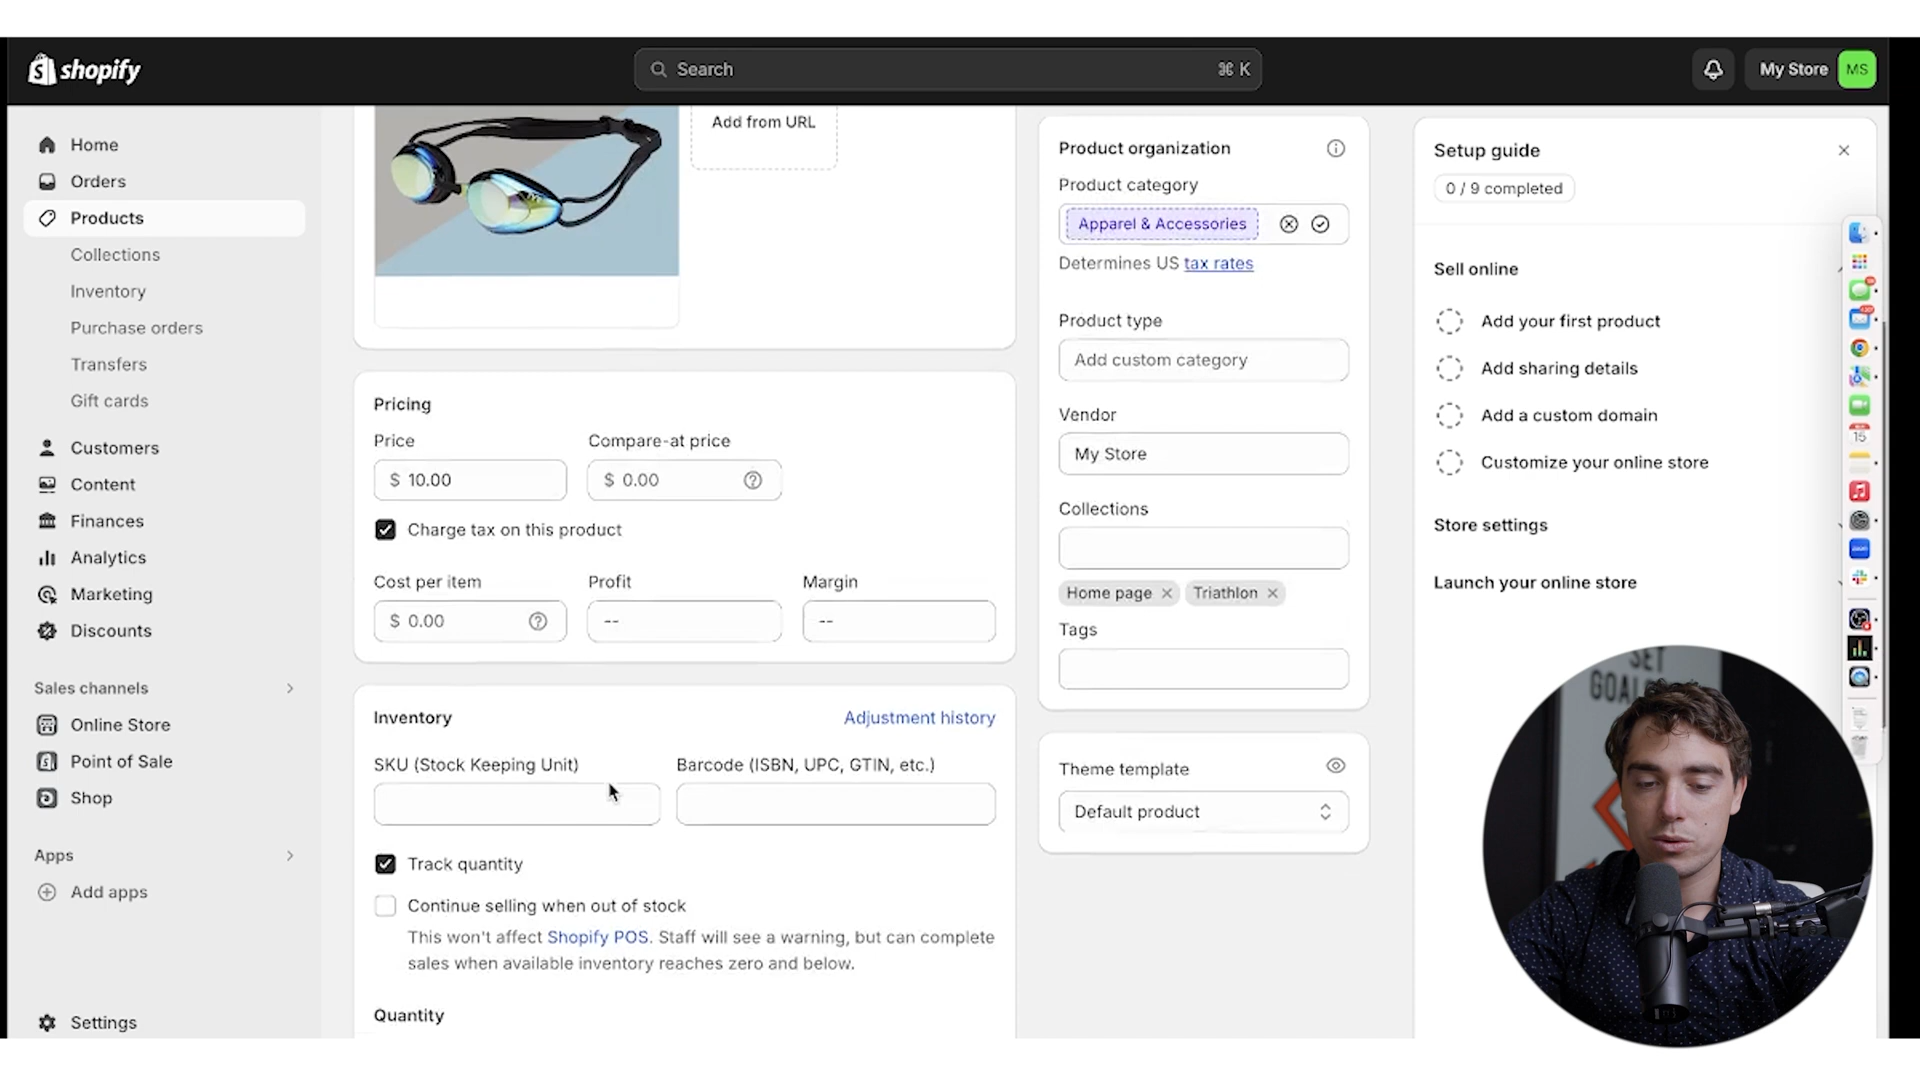 shopify
Search
⌘ K
My Store
MS
Home
Orders
Products
Collections
Inventory
Purchase orders
Transfers
Gift cards
Customers
Content
Finances
Analytics
Marketing
Discounts
Sales channels
Online Store
Point of Sale
Shop
Apps
Add apps
Settings
Add from URL
Pricing
Price
Compare-at price
$ 10.00
$ 0.00
Charge tax on this product
Cost per item
Profit
Margin
$ 0.00
--
--
Inventory
Adjustment history
SKU (Stock Keeping Unit)
Barcode (ISBN, UPC, GTIN, etc.)
Track quantity
Continue selling when out of stock
This won't affect Shopify POS. Staff will see a warning, but can complete
sales when available inventory reaches zero and below.
Quantity
Product organization
Product category
Apparel & Accessories
Determines US tax rates
Product type
Add custom category
Vendor
My Store
Collections
Home page
Triathlon
Tags
Theme template
Default product
Setup guide
0 / 9 completed
Sell online
Add your first product
Add sharing details
Add a custom domain
Customize your online store
Store settings
Launch your online store
15
zoom
SET